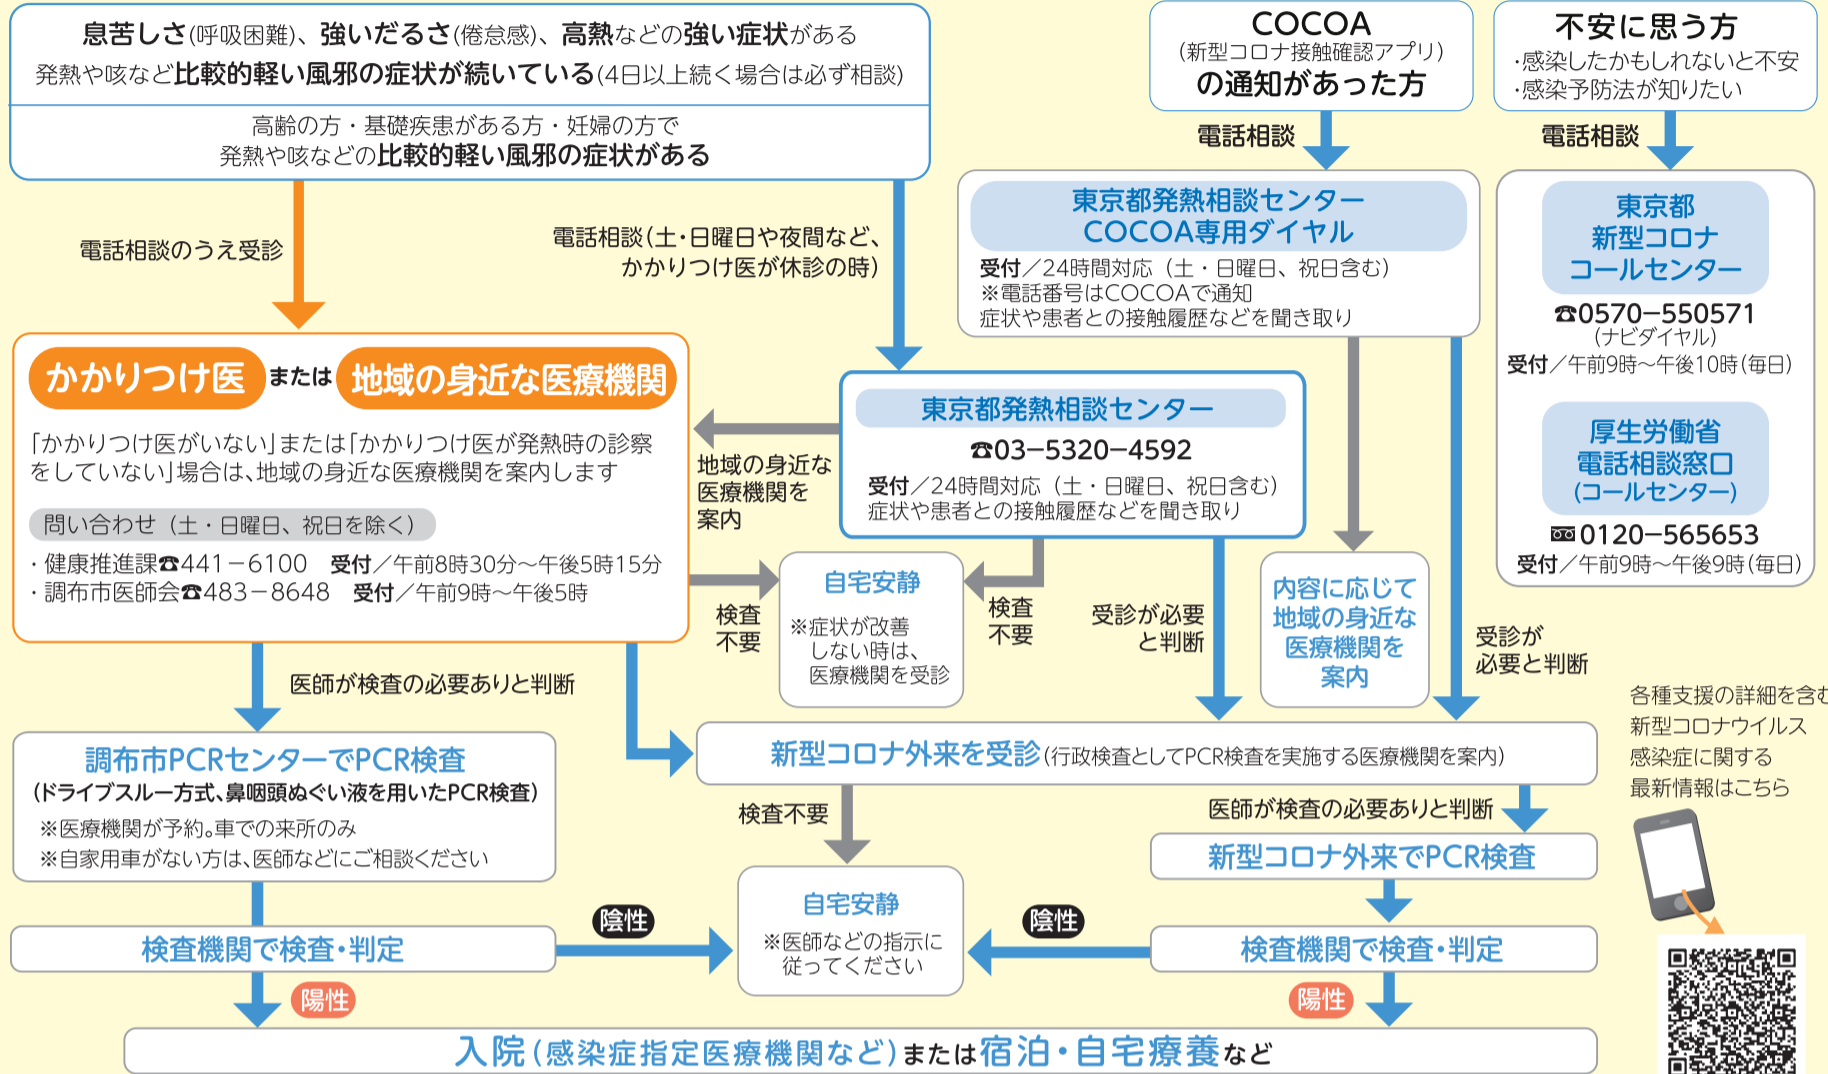 息苦しさ(呼吸困難)、強いだるさ(倦怠感)、高熱などの強い症状がある
発熱や咳など比較的軽い風邪の症状が続いている(4日以上続く場合は必ず相談)
高齢の方・基礎疾患がある方・妊婦の方で
発熱や咳などの比較的軽い風邪の症状がある
COCOA
(新型コロナ接触確認アプリ)
の通知があった方
不安に思う方
・感染したかもしれないと不安
・感染予防法が知りたい
電話相談
電話相談
電話相談のうえ受診
電話相談(土・日曜日や夜間など、
かかりつけ医が休診の時)
東京都発熱相談センター
COCOA専用ダイヤル
受付／24時間対応（土・日曜日、祝日含む）
※電話番号はCOCOAで通知
症状や患者との接触履歴などを聞き取り
東京都
新型コロナ
コールセンター
☎0570−550571
(ナビダイヤル)
受付／午前9時〜午後10時(毎日)
厚生労働省
電話相談窓口
(コールセンター)
0120−565653
受付／午前9時〜午後9時(毎日)
かかりつけ医または地域の身近な医療機関
「かかりつけ医がいない」または「かかりつけ医が発熱時の診察
をしていない」場合は、地域の身近な医療機関を案内します
問い合わせ（土・日曜日、祝日を除く）
・健康推進課☎441−6100　受付／午前8時30分〜午後5時15分
・調布市医師会☎483−8648　受付／午前9時〜午後5時
東京都発熱相談センター
☎03−5320−4592
受付／24時間対応（土・日曜日、祝日含む）
症状や患者との接触履歴などを聞き取り
地域の身近な
医療機関を
案内
検査
不要
自宅安静
※症状が改善
しない時は、
医療機関を受診
検査
不要
受診が必要
と判断
内容に応じて
地域の身近な
医療機関を
案内
受診が
必要と判断
医師が検査の必要ありと判断
調布市PCRセンターでPCR検査
(ドライブスルー方式、鼻咽頭ぬぐい液を用いたPCR検査)
※医療機関が予約。車での来所のみ
※自家用車がない方は、医師などにご相談ください
新型コロナ外来を受診(行政検査としてPCR検査を実施する医療機関を案内)
検査不要
医師が検査の必要ありと判断
新型コロナ外来でPCR検査
各種支援の詳細を含む
新型コロナウイルス
感染症に関する
最新情報はこちら
検査機関で検査・判定
陰性
自宅安静
※医師などの指示に
従ってください
陰性
検査機関で検査・判定
陽性
陽性
入院(感染症指定医療機関など)または宿泊・自宅療養など